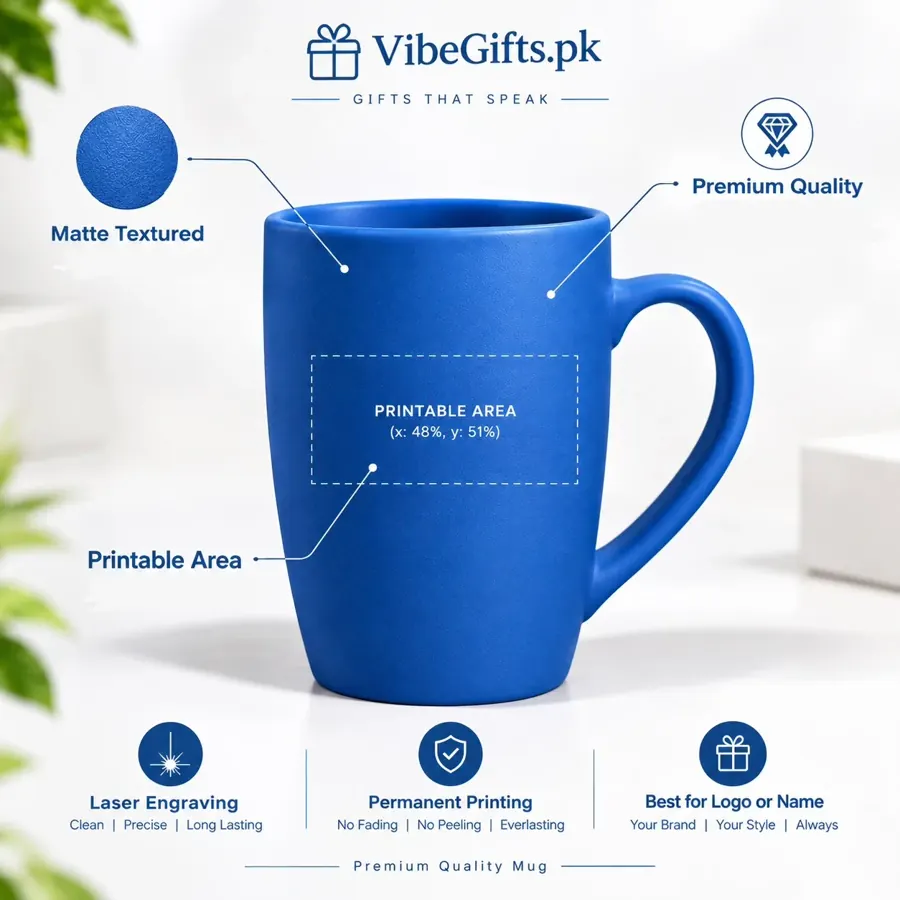 VibeGifts.pk
GIFTS THAT SPEAK
Matte Textured
Premium Quality
PRINTABLE AREA
(x: 48%, y: 51%)
Printable Area
Laser Engraving
Clean | Precise | Long Lasting
Permanent Printing
No Fading | No Peeling | Everlasting
Best for Logo or Name
Your Brand | Your Style | Always
Premium Quality Mug